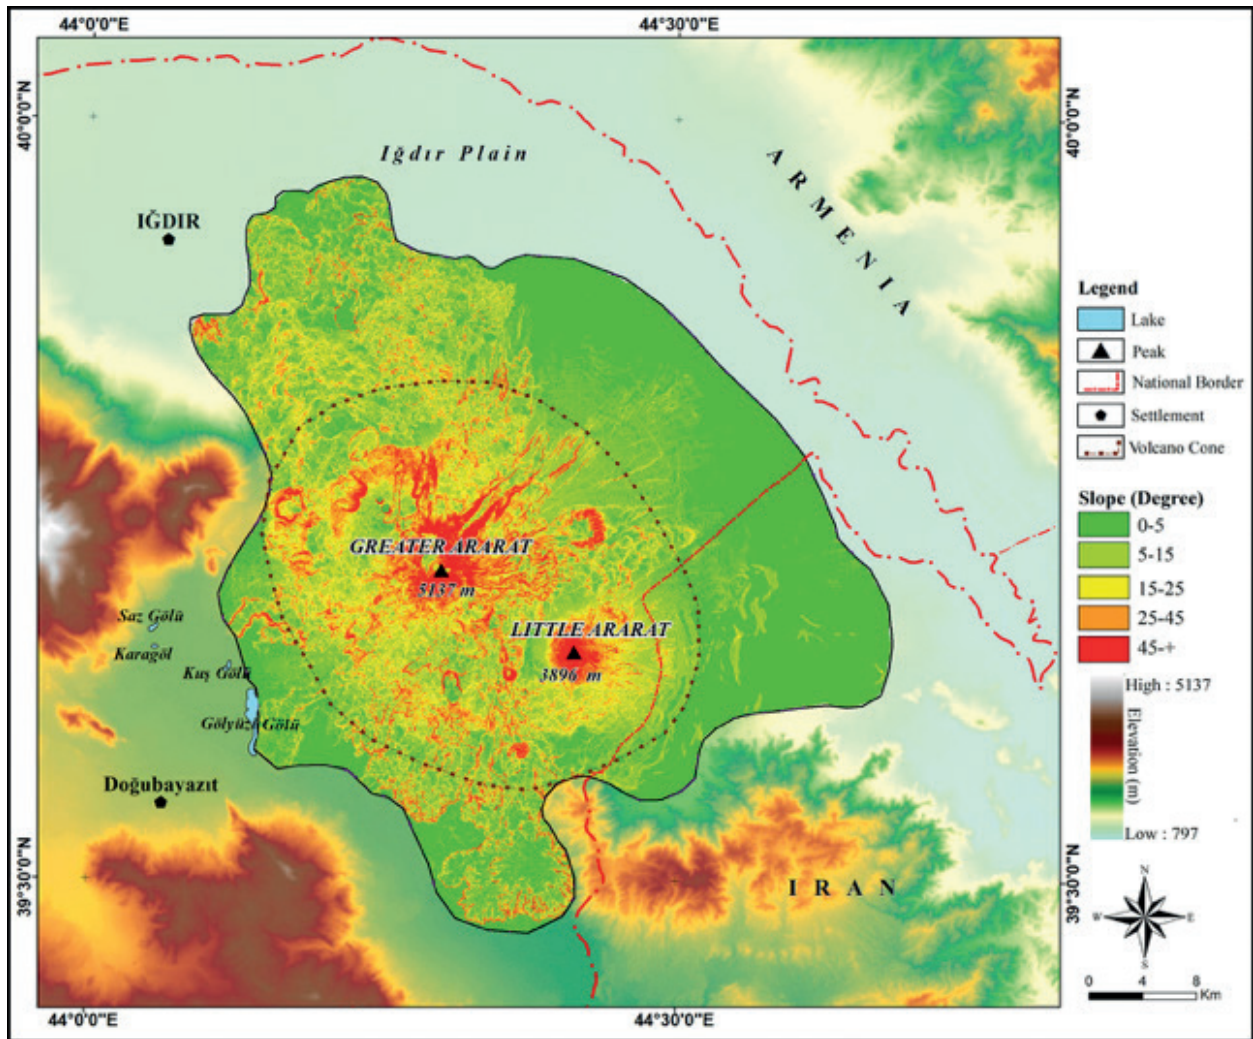 44°0'0"E
44°30'0"E
40°0'0"N
40°0'0"N
Iğdır Plain
ARMENIA
IĞDIR
GREATER ARARAT
5137 m
LITTLE ARARAT
3896 m
Saz Gölü
Karagöl
Kuş Gölü
Gölyüzü Gölü
Doğubayazıt
IRAN
39°30'0"N
39°30'0"N
44°0'0"E
44°30'0"E
Legend
Lake
Peak
National Border
Settlement
Volcano Cone
Slope (Degree)
0-5
5-15
15-25
25-45
45-+
High : 5137
Elevation (m)
Low : 797
N
W
E
S
0 4 8
Km